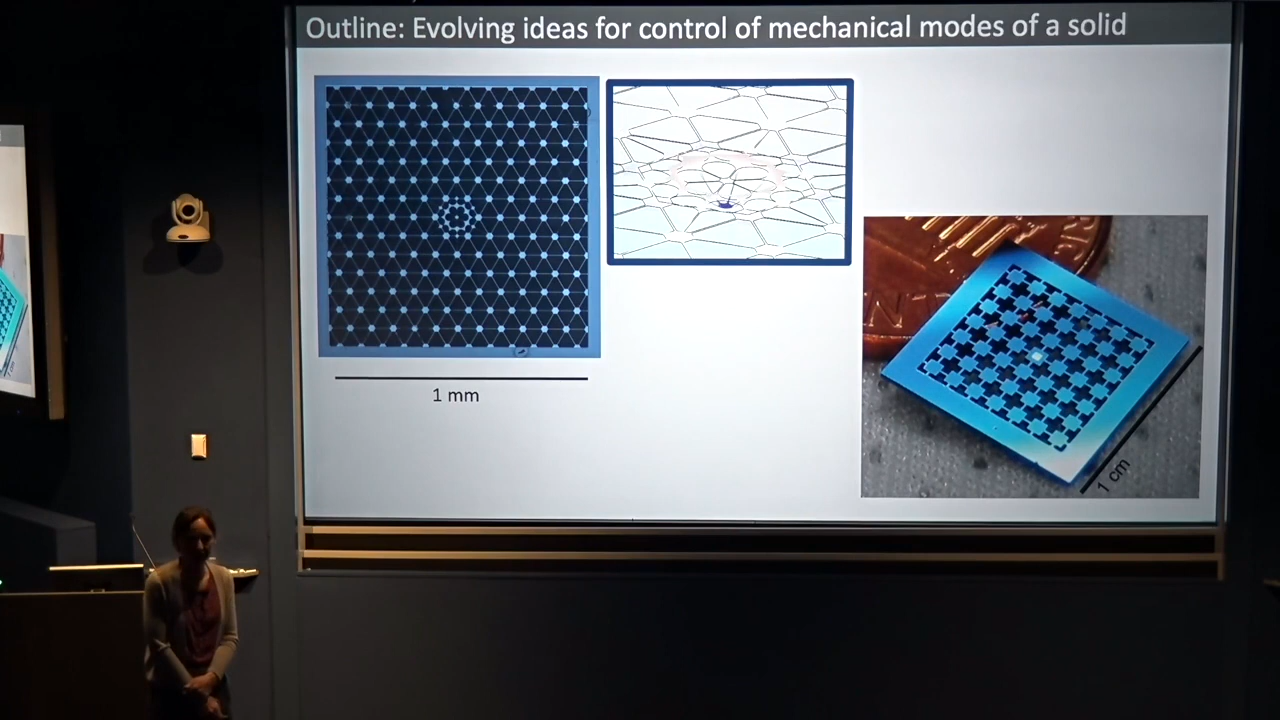 Outline: Evolving ideas for control of mechanical modes of a solid
1 mm
1 cm